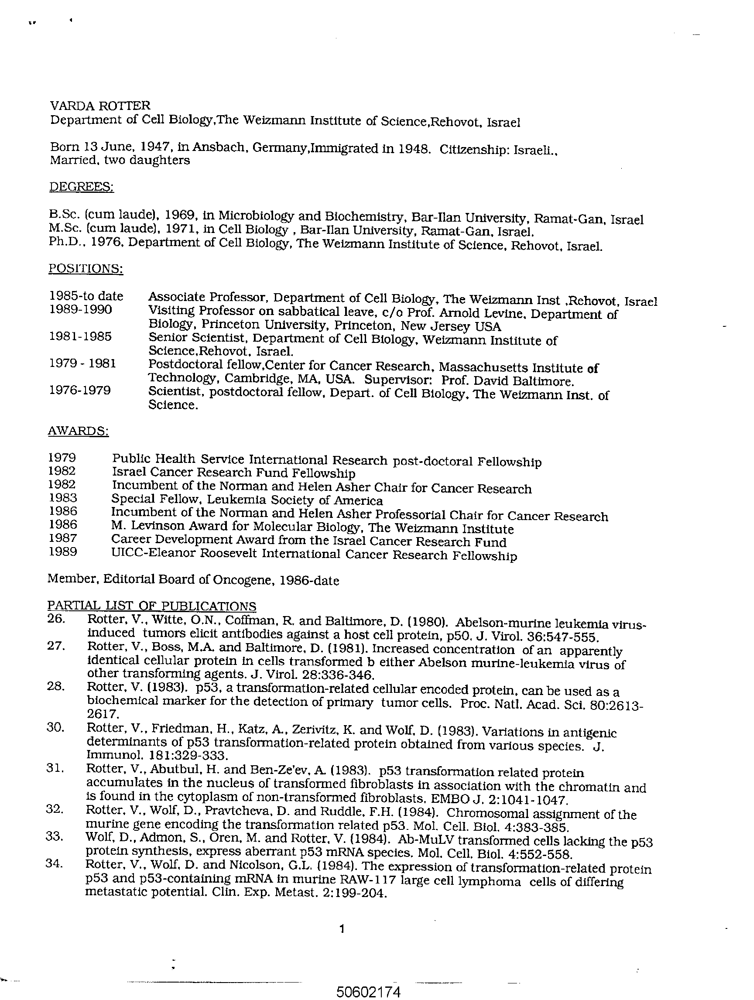 VARDA ROTTER
Department of Cell Biology,The Weizmann Institute of Science,Rehovot, Israel
Born 13 June, 1947, in Ansbach, Germany,Immigrated in 1948. Citizenship: Israeli.,
Married, two daughters
DEGREES:
B.Sc. (cum laude), 1969, in Microbiology and Biochemistry, Bar-Ilan University, Ramat-Gan, Israel
M.Sc. (cum laude), 1971, in Cell Biology , Bar-Ilan University, Ramat-Gan, Israel.
Ph.D., 1976, Department of Cell Biology, The Weizmann Institute of Science, Rehovot, Israel.
POSITIONS:
1985-to date Associate Professor, Department of Cell Biology, The Weizmann Inst ,Rehovot, Israel
1989-1990 Visiting Professor on sabbatical leave, c/o Prof. Arnold Levine, Department of
Biology, Princeton University, Princeton, New Jersey USA
1981-1985 Senior Scientist, Department of Cell Biology, Weizmann Institute of
Science,Rehovot, Israel.
1979 - 1981 Postdoctoral fellow,Center for Cancer Research, Massachusetts Institute of
Technology, Cambridge, MA, USA. Supervisor: Prof. David Baltimore.
1976-1979 Scientist, postdoctoral fellow, Depart. of Cell Biology, The Weizmann Inst. of
Science.
AWARDS:
1979 Public Health Service International Research post-doctoral Fellowship
1982 Israel Cancer Research Fund Fellowship
1982 Incumbent of the Norman and Helen Asher Chair for Cancer Research
1983 Special Fellow, Leukemia Society of America
1986 Incumbent of the Norman and Helen Asher Professorial Chair for Cancer Research
1986 M. Levinson Award for Molecular Biology, The Weizmann Institute
1987 Career Development Award from the Israel Cancer Research Fund
1989 UICC-Eleanor Roosevelt International Cancer Research Fellowship
Member, Editorial Board of Oncogene, 1986-date
PARTIAL LIST OF PUBLICATIONS
26. Rotter, V., Witte, O.N., Coffman, R. and Baltimore, D. (1980). Abelson-murine leukemia virus-
induced tumors elicit antibodies against a host cell protein, p50. J. Virol. 36:547-555.
27. Rotter, V., Boss, M.A. and Baltimore, D. (1981). Increased concentration of an apparently
identical cellular protein in cells transformed b either Abelson murine-leukemia virus of
other transforming agents. J. Virol. 28:336-346.
28. Rotter, V. (1983). p53, a transformation-related cellular encoded protein, can be used as a
biochemical marker for the detection of primary tumor cells. Proc. Natl. Acad. Sci. 80:2613-
2617.
30. Rotter, V., Friedman, H., Katz, A., Zerivitz, K. and Wolf, D. (1983). Variations in antigenic
determinants of p53 transformation-related protein obtained from various species. J.
Immunol. 181:329-333.
31. Rotter, V., Abutbul, H. and Ben-Ze'ev, A. (1983). p53 transformation related protein
accumulates in the nucleus of transformed fibroblasts in association with the chromatin and
is found in the cytoplasm of non-transformed fibroblasts. EMBO J. 2:1041-1047.
32. Rotter, V., Wolf, D., Pravtcheva, D. and Ruddle, F.H. (1984). Chromosomal assignment of the
murine gene encoding the transformation related p53. Mol. Cell. Biol. 4:383-385.
33. Wolf, D., Admon, S., Oren, M. and Rotter, V. (1984). Ab-MuLV transformed cells lacking the p53
protein synthesis, express aberrant p53 mRNA species. Mol. Cell. Biol. 4:552-558.
34. Rotter, V., Wolf, D. and Nicolson, G.L. (1984). The expression of transformation-related protein
p53 and p53-containing mRNA in murine RAW-117 large cell lymphoma cells of differing
metastatic potential. Clin. Exp. Metast. 2:199-204.
1
50602174